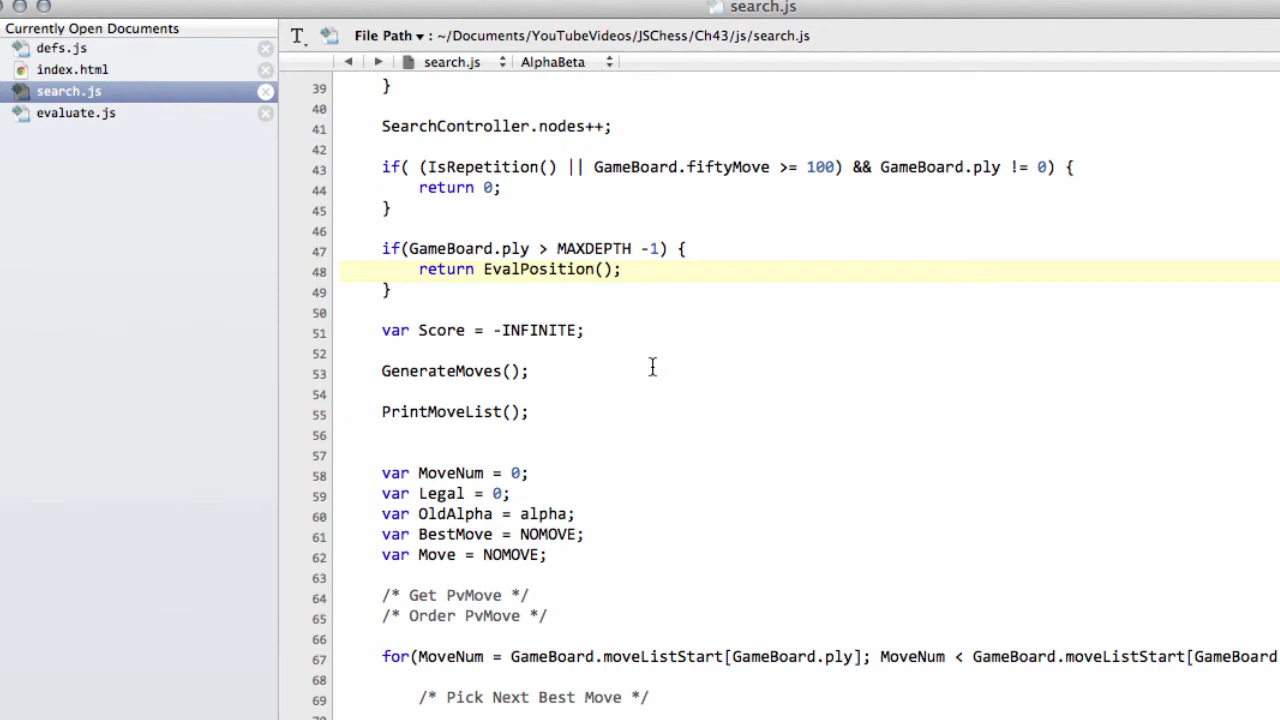 search.js
Currently Open Documents
defs.js
index.html
search.js
evaluate.js
T. File Path ▾ : ~/Documents/YouTubeVideos/JSChess/Ch43/js/search.js
search.js AlphaBeta
39 }
40
41 SearchController.nodes++;
42
43 if( (IsRepetition() || GameBoard.fiftyMove >= 100) && GameBoard.ply != 0) {
44 return 0;
45 }
46
47 if(GameBoard.ply > MAXDEPTH -1) {
48 return EvalPosition();
49 }
50
51 var Score = -INFINITE;
52
53 GenerateMoves();
54
55 PrintMoveList();
56
57
58 var MoveNum = 0;
59 var Legal = 0;
60 var OldAlpha = alpha;
61 var BestMove = NOMOVE;
62 var Move = NOMOVE;
63
64 /* Get PvMove */
65 /* Order PvMove */
66
67 for(MoveNum = GameBoard.moveListStart[GameBoard.ply]; MoveNum < GameBoard.moveListStart[GameBoard
68
69 /* Pick Next Best Move */